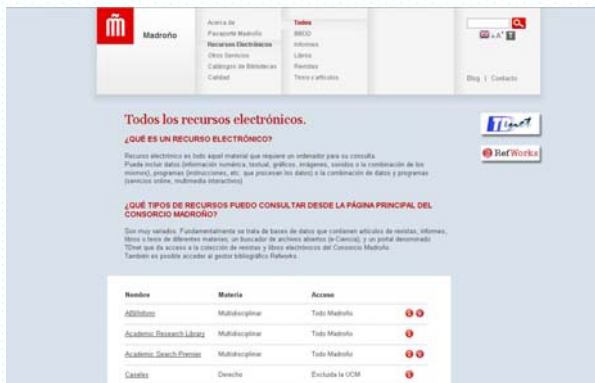 Madroño
Acerca de
Pasaporte Madroño
Recursos Electrónicos
Otros Servicios
Catálogos de Bibliotecas
Calidad
Todos
BBDD
Informes
Libros
Revistas
Tesis y artículos
Blog | Contacto
Todos los recursos electrónicos.
¿QUÉ ES UN RECURSO ELECTRÓNICO?
Recurso electrónico es todo aquel material que requiere un ordenador para su consulta.
Puede incluir datos (información numérica, textual, gráficos, imágenes, sonidos o la combinación de los
mismos), programas (instrucciones, etc. que procesan los datos) o la combinación de datos y programas
(servicios online, multimedia interactivo).
¿QUÉ TIPOS DE RECURSOS PUEDO CONSULTAR DESDE LA PÁGINA PRINCIPAL DEL
CONSORCIO MADROÑO?
Son muy variados. Fundamentalmente se trata de bases de datos que contienen artículos de revistas, informes,
libros o tesis de diferentes materias; un buscador de archivos abiertos (e-Ciencia); y un portal denominado
TDnet que da acceso a la colección de revistas y libros electrónicos del Consorcio Madroño.
También es posible acceder al gestor bibliográfico Refworks.
TDnet
RefWorks
Nombre Materia Acceso
ABI/Inform Multidisciplinar Todo Madroño
Academic Research Library Multidisciplinar Todo Madroño
Academic Search Premier Multidisciplinar Todo Madroño
Caselex Derecho Excluida la UCM